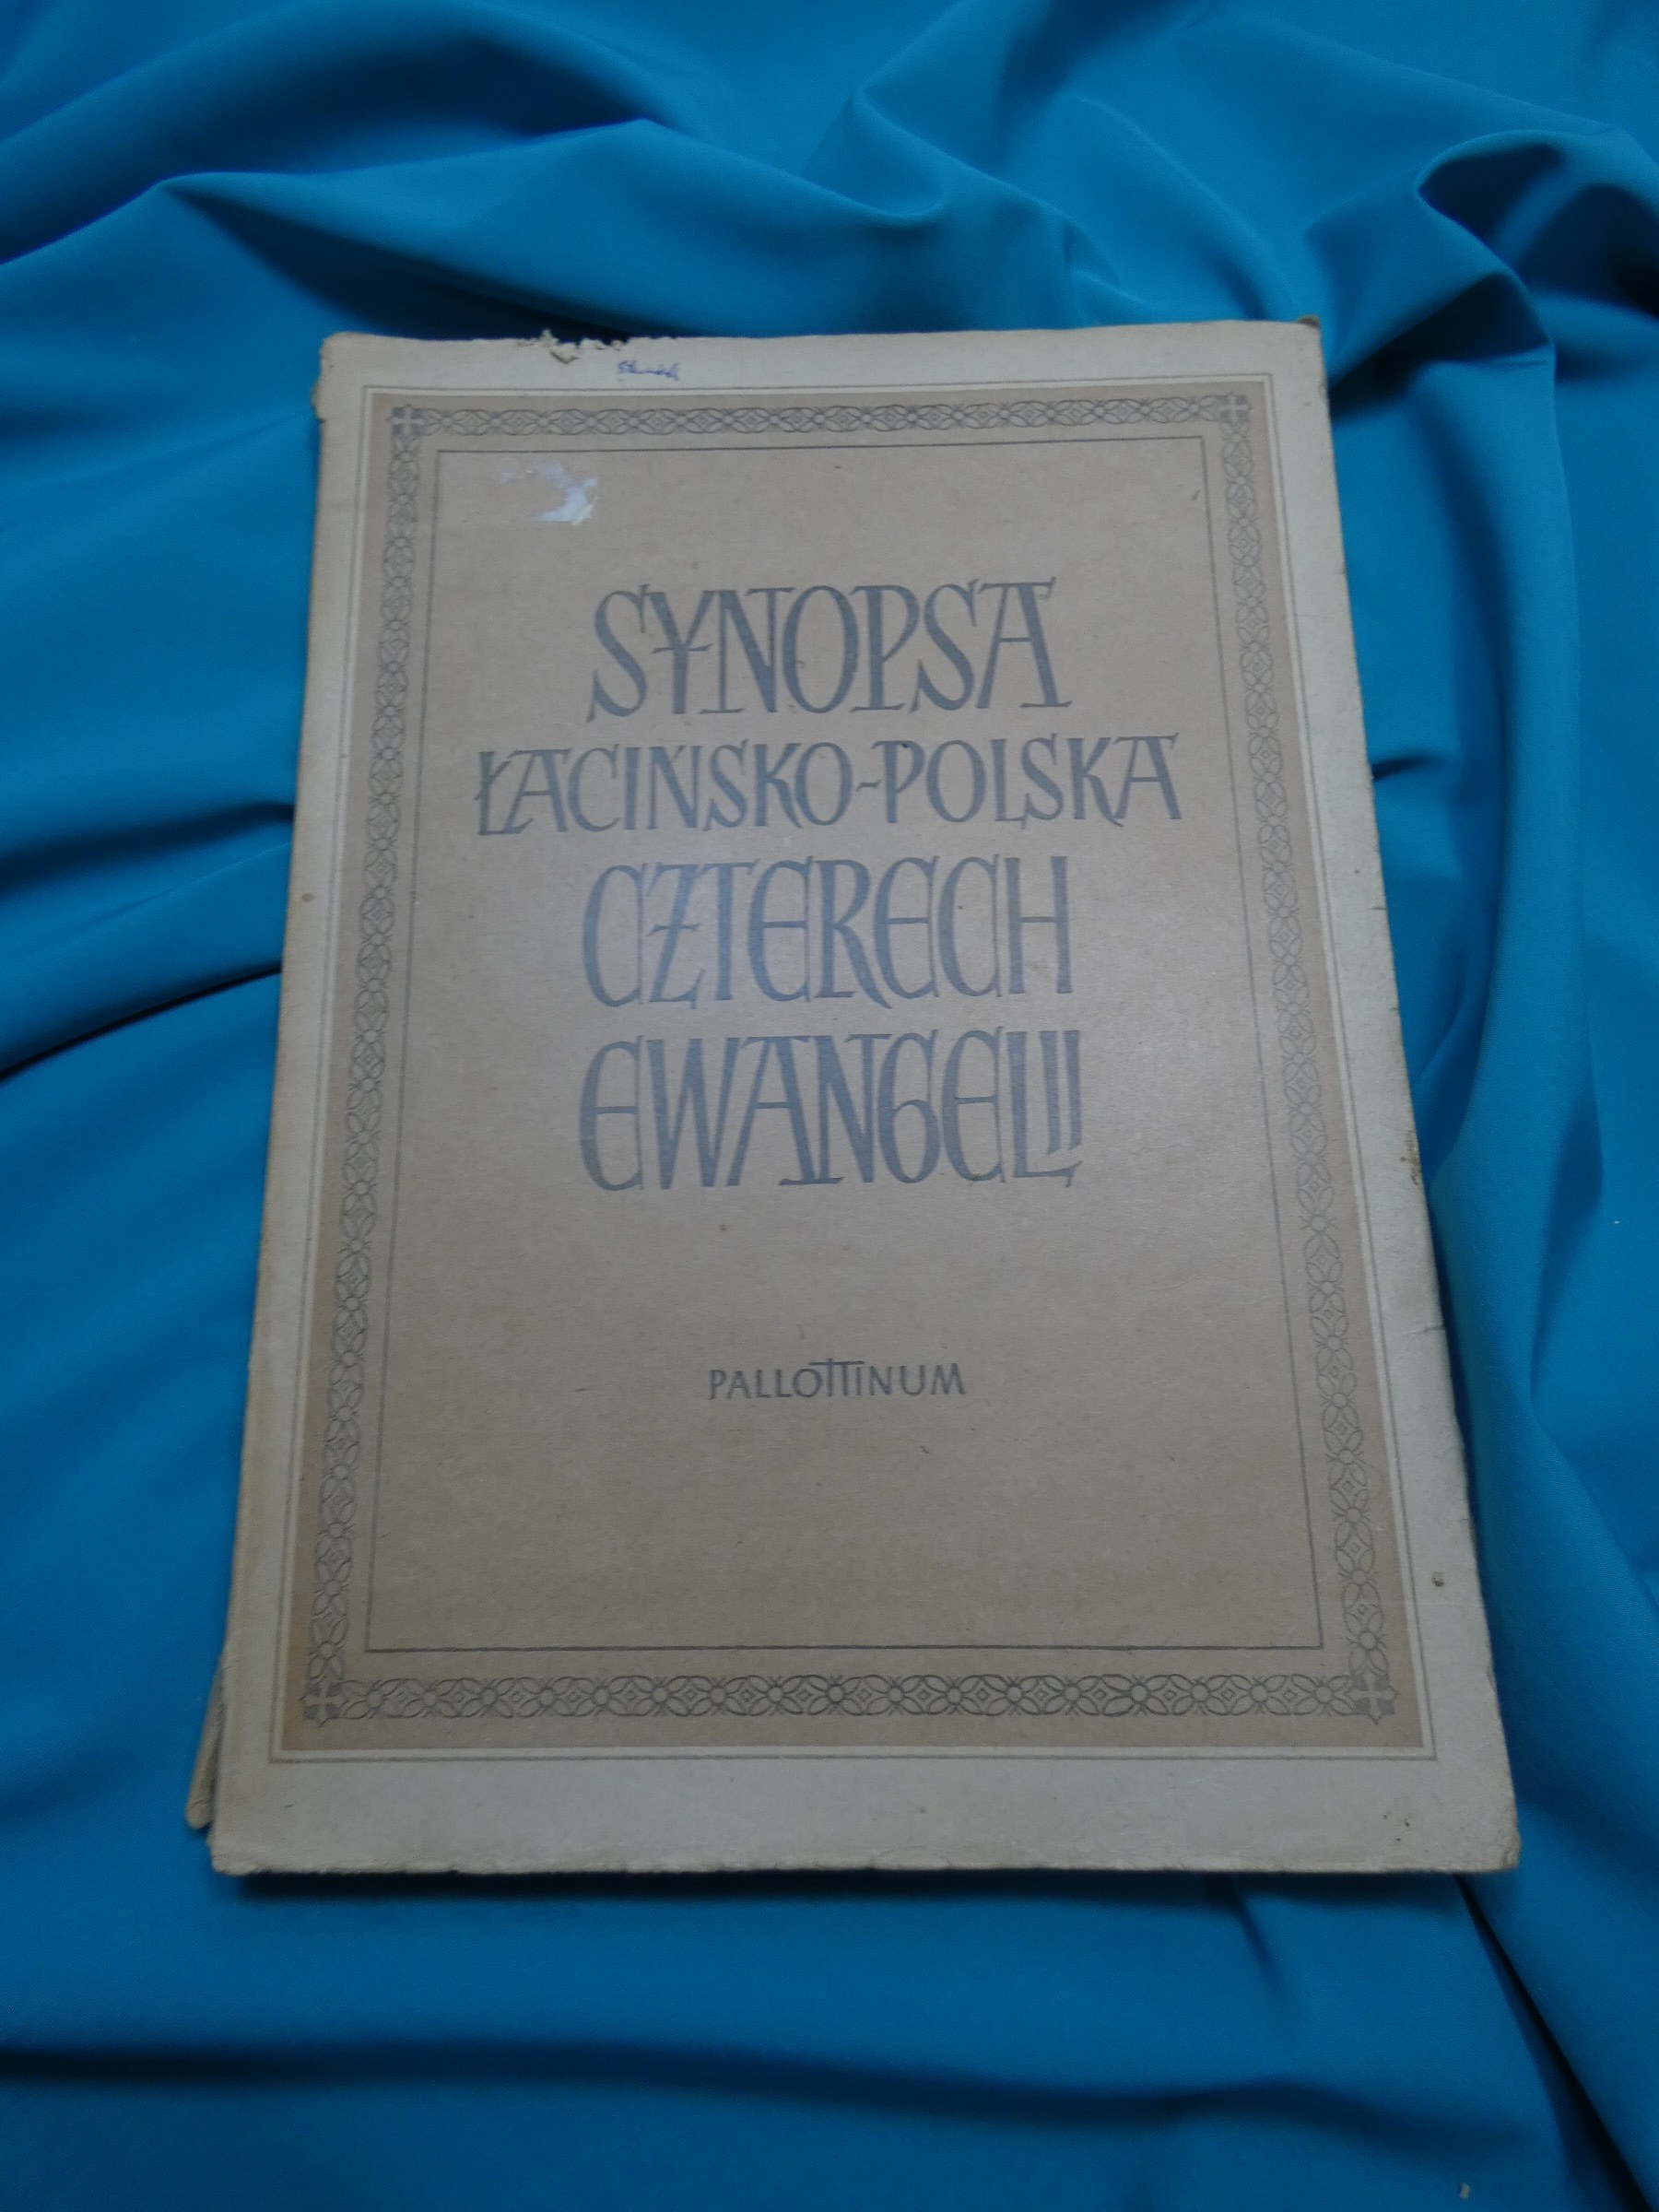 SYNOPSA
ŁACIŃSKO-POLSKA
CZTERECH
EWANGELII
PALLOTTINUM